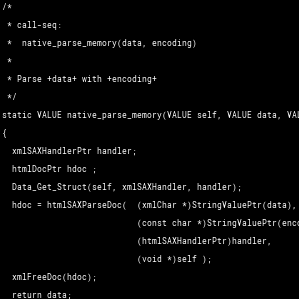 /*
 * call-seq:
 *  native_parse_memory(data, encoding)
 *
 * Parse +data+ with +encoding+
 */
static VALUE native_parse_memory(VALUE self, VALUE data, VAL
{
  xmlSAXHandlerPtr handler;
  htmlDocPtr hdoc ;
  Data_Get_Struct(self, xmlSAXHandler, handler);
  hdoc = htmlSAXParseDoc(  (xmlChar *)StringValuePtr(data),
                           (const char *)StringValuePtr(enco
                           (htmlSAXHandlerPtr)handler,
                           (void *)self );
  xmlFreeDoc(hdoc);
  return data;